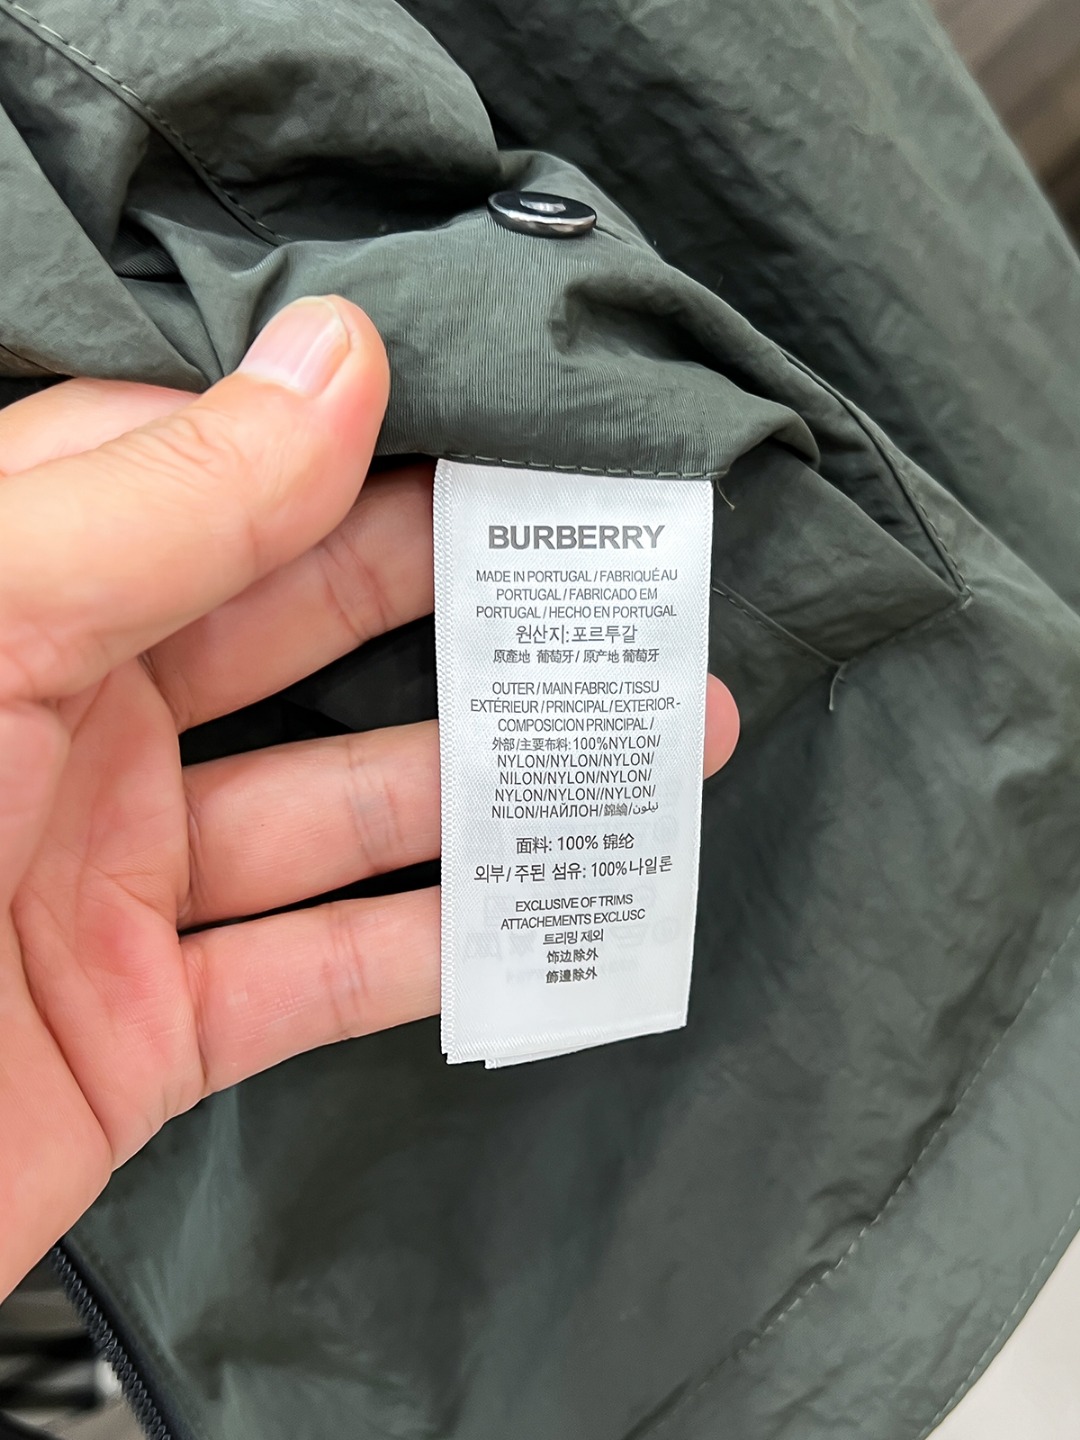 BURBERRY
MADE IN PORTUGAL / FABRIQUÉ AU
PORTUGAL / FABRICADO EM
PORTUGAL / HECHO EN PORTUGAL
원산지: 포르투갈
原產地 葡萄牙 / 原产地 葡萄牙
OUTER / MAIN FABRIC / TISSU
EXTÉRIEUR / PRINCIPAL / EXTERIOR-
COMPOSICION PRINCIPAL /
外部/主要布料: 100%NYLON/
NYLON/NYLON/NYLON/
NILON/NYLON/NYLON/
NYLON/NYLON//NYLON/
NILON/НАЙЛОН/錦綸/نيلون
面料: 100% 锦纶
외부 / 주된 섬유: 100%나일론
EXCLUSIVE OF TRIMS
ATTACHEMENTS EXCLUSC
트리밍 제외
饰边除外
飾邊除外